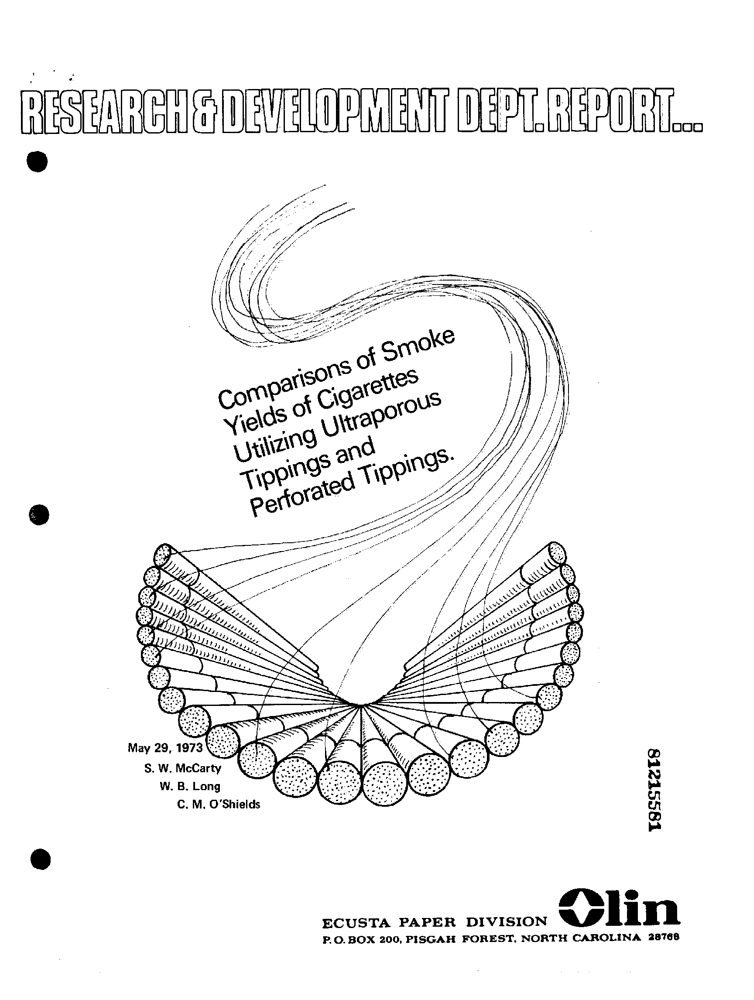 RESEARCH & DEVELOPMENT DEPT. REPORT...
Comparisons of Smoke
Yields of Cigarettes
Utilizing Ultraporous
Tippings and
Perforated Tippings.
May 29, 1973
S. W. McCarty
W. B. Long
C. M. O'Shields
81215581
Olin
ECUSTA PAPER DIVISION
P. O. BOX 200, PISGAH FOREST, NORTH CAROLINA 28768